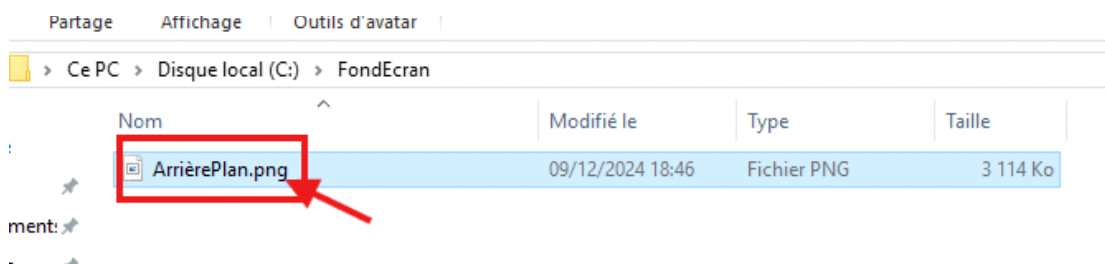 Partage Affichage Outils d'avatar
> Ce PC > Disque local (C:) > FondEcran
Nom Modifié le Type Taille
ArrièrePlan.png 09/12/2024 18:46 Fichier PNG 3 114 Ko